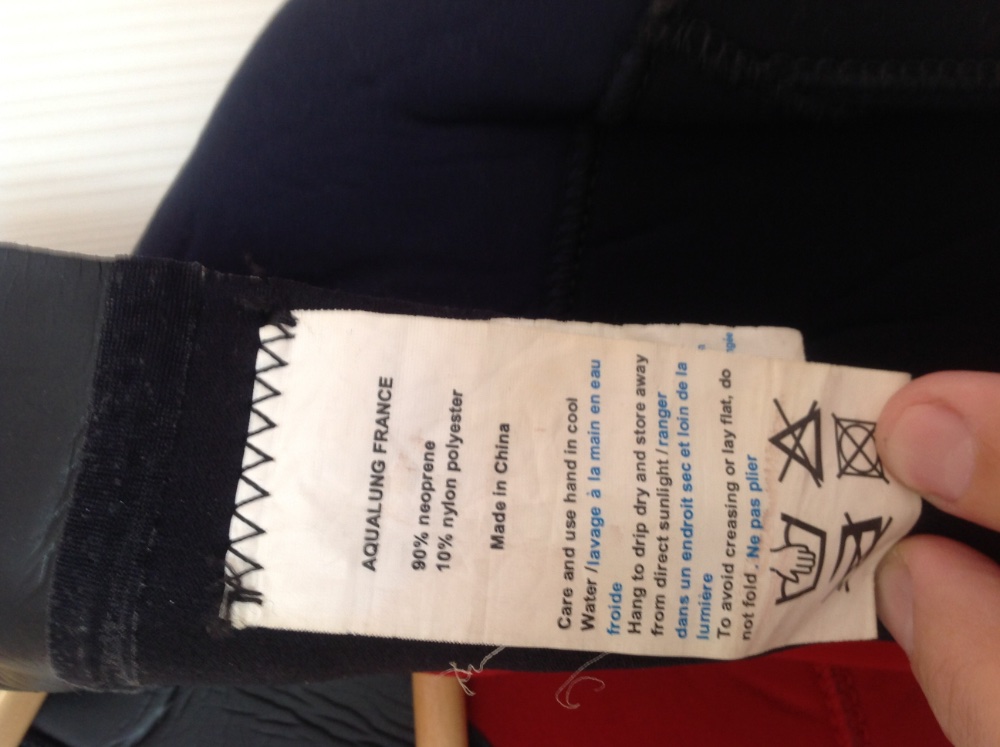 AQUALUNG FRANCE
90% neoprene
10% nylon polyester
Made in China
Care and use hand in cool
Water /lavage à la main en eau
froide
Hang to drip dry and store away
from direct sunlight /ranger
dans un endroit sec et loin de la
lumière
To avoid creasing or lay flat, do
not fold . Ne pas plier